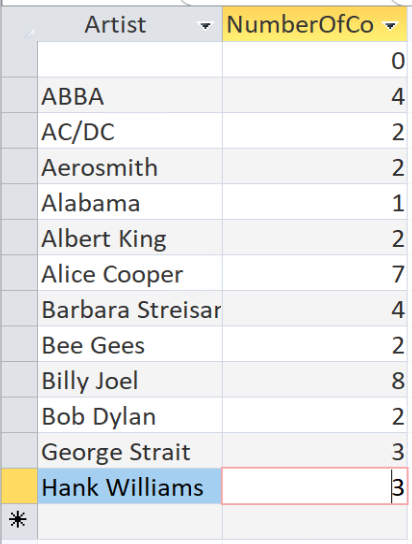 Artist NumberOfCo
0
ABBA 4
AC/DC 2
Aerosmith 2
Alabama 1
Albert King 2
Alice Cooper 7
Barbara Streisar 4
Bee Gees 2
Billy Joel 8
Bob Dylan 2
George Strait 3
Hank Williams 3